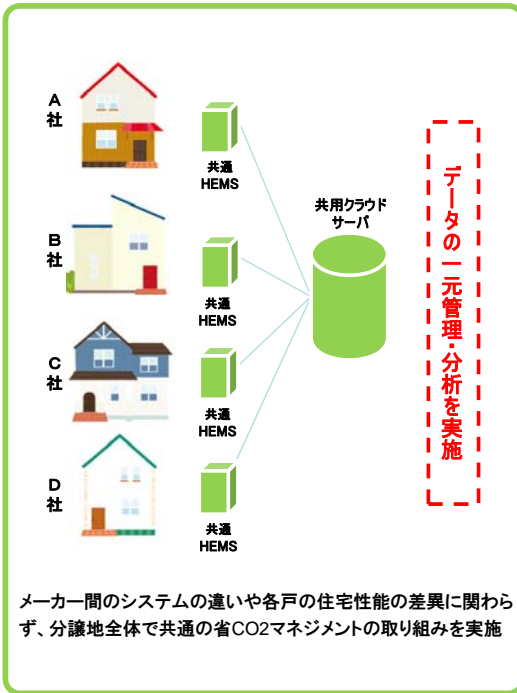 A
社
共通
HEMS
B
社
共通
HEMS
C
社
共通
HEMS
D
社
共通
HEMS
共用クラウド
サーバ
データの一元管理・分析を実施
メーカー間のシステムの違いや各戸の住宅性能の差異に関わら
ず、分譲地全体で共通の省CO2マネジメントの取り組みを実施